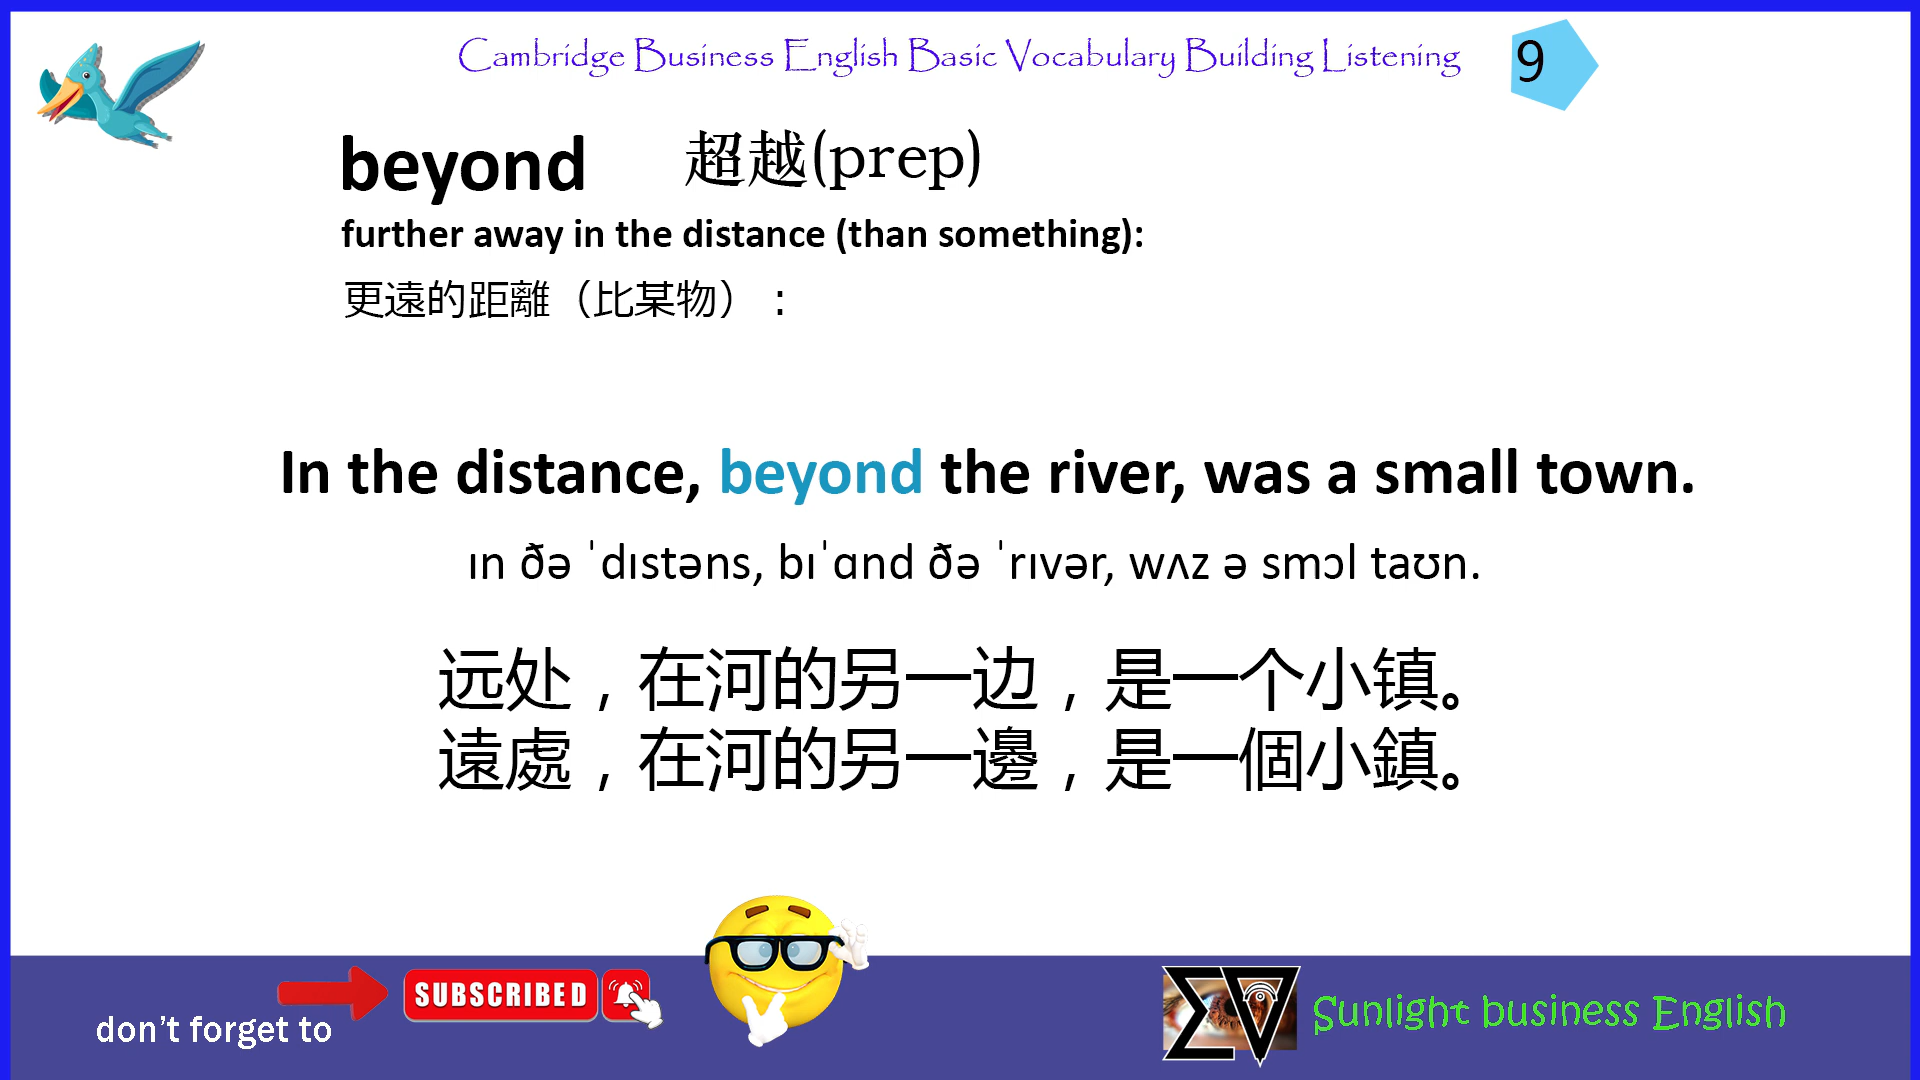 Cambridge Business English Basic Vocabulary Building Listening
9
beyond 超越(prep)
further away in the distance (than something):
更遠的距離（比某物）：
In the distance, beyond the river, was a small town.
ɪn ðə ˈdɪstəns, bɪˈɑnd ðə ˈrɪvər, wʌz ə smɔl taʊn.
远处，在河的另一边，是一个小镇。
遠處，在河的另一邊，是一個小鎮。
SUBSCRIBED
don’t forget to
Sunlight business English